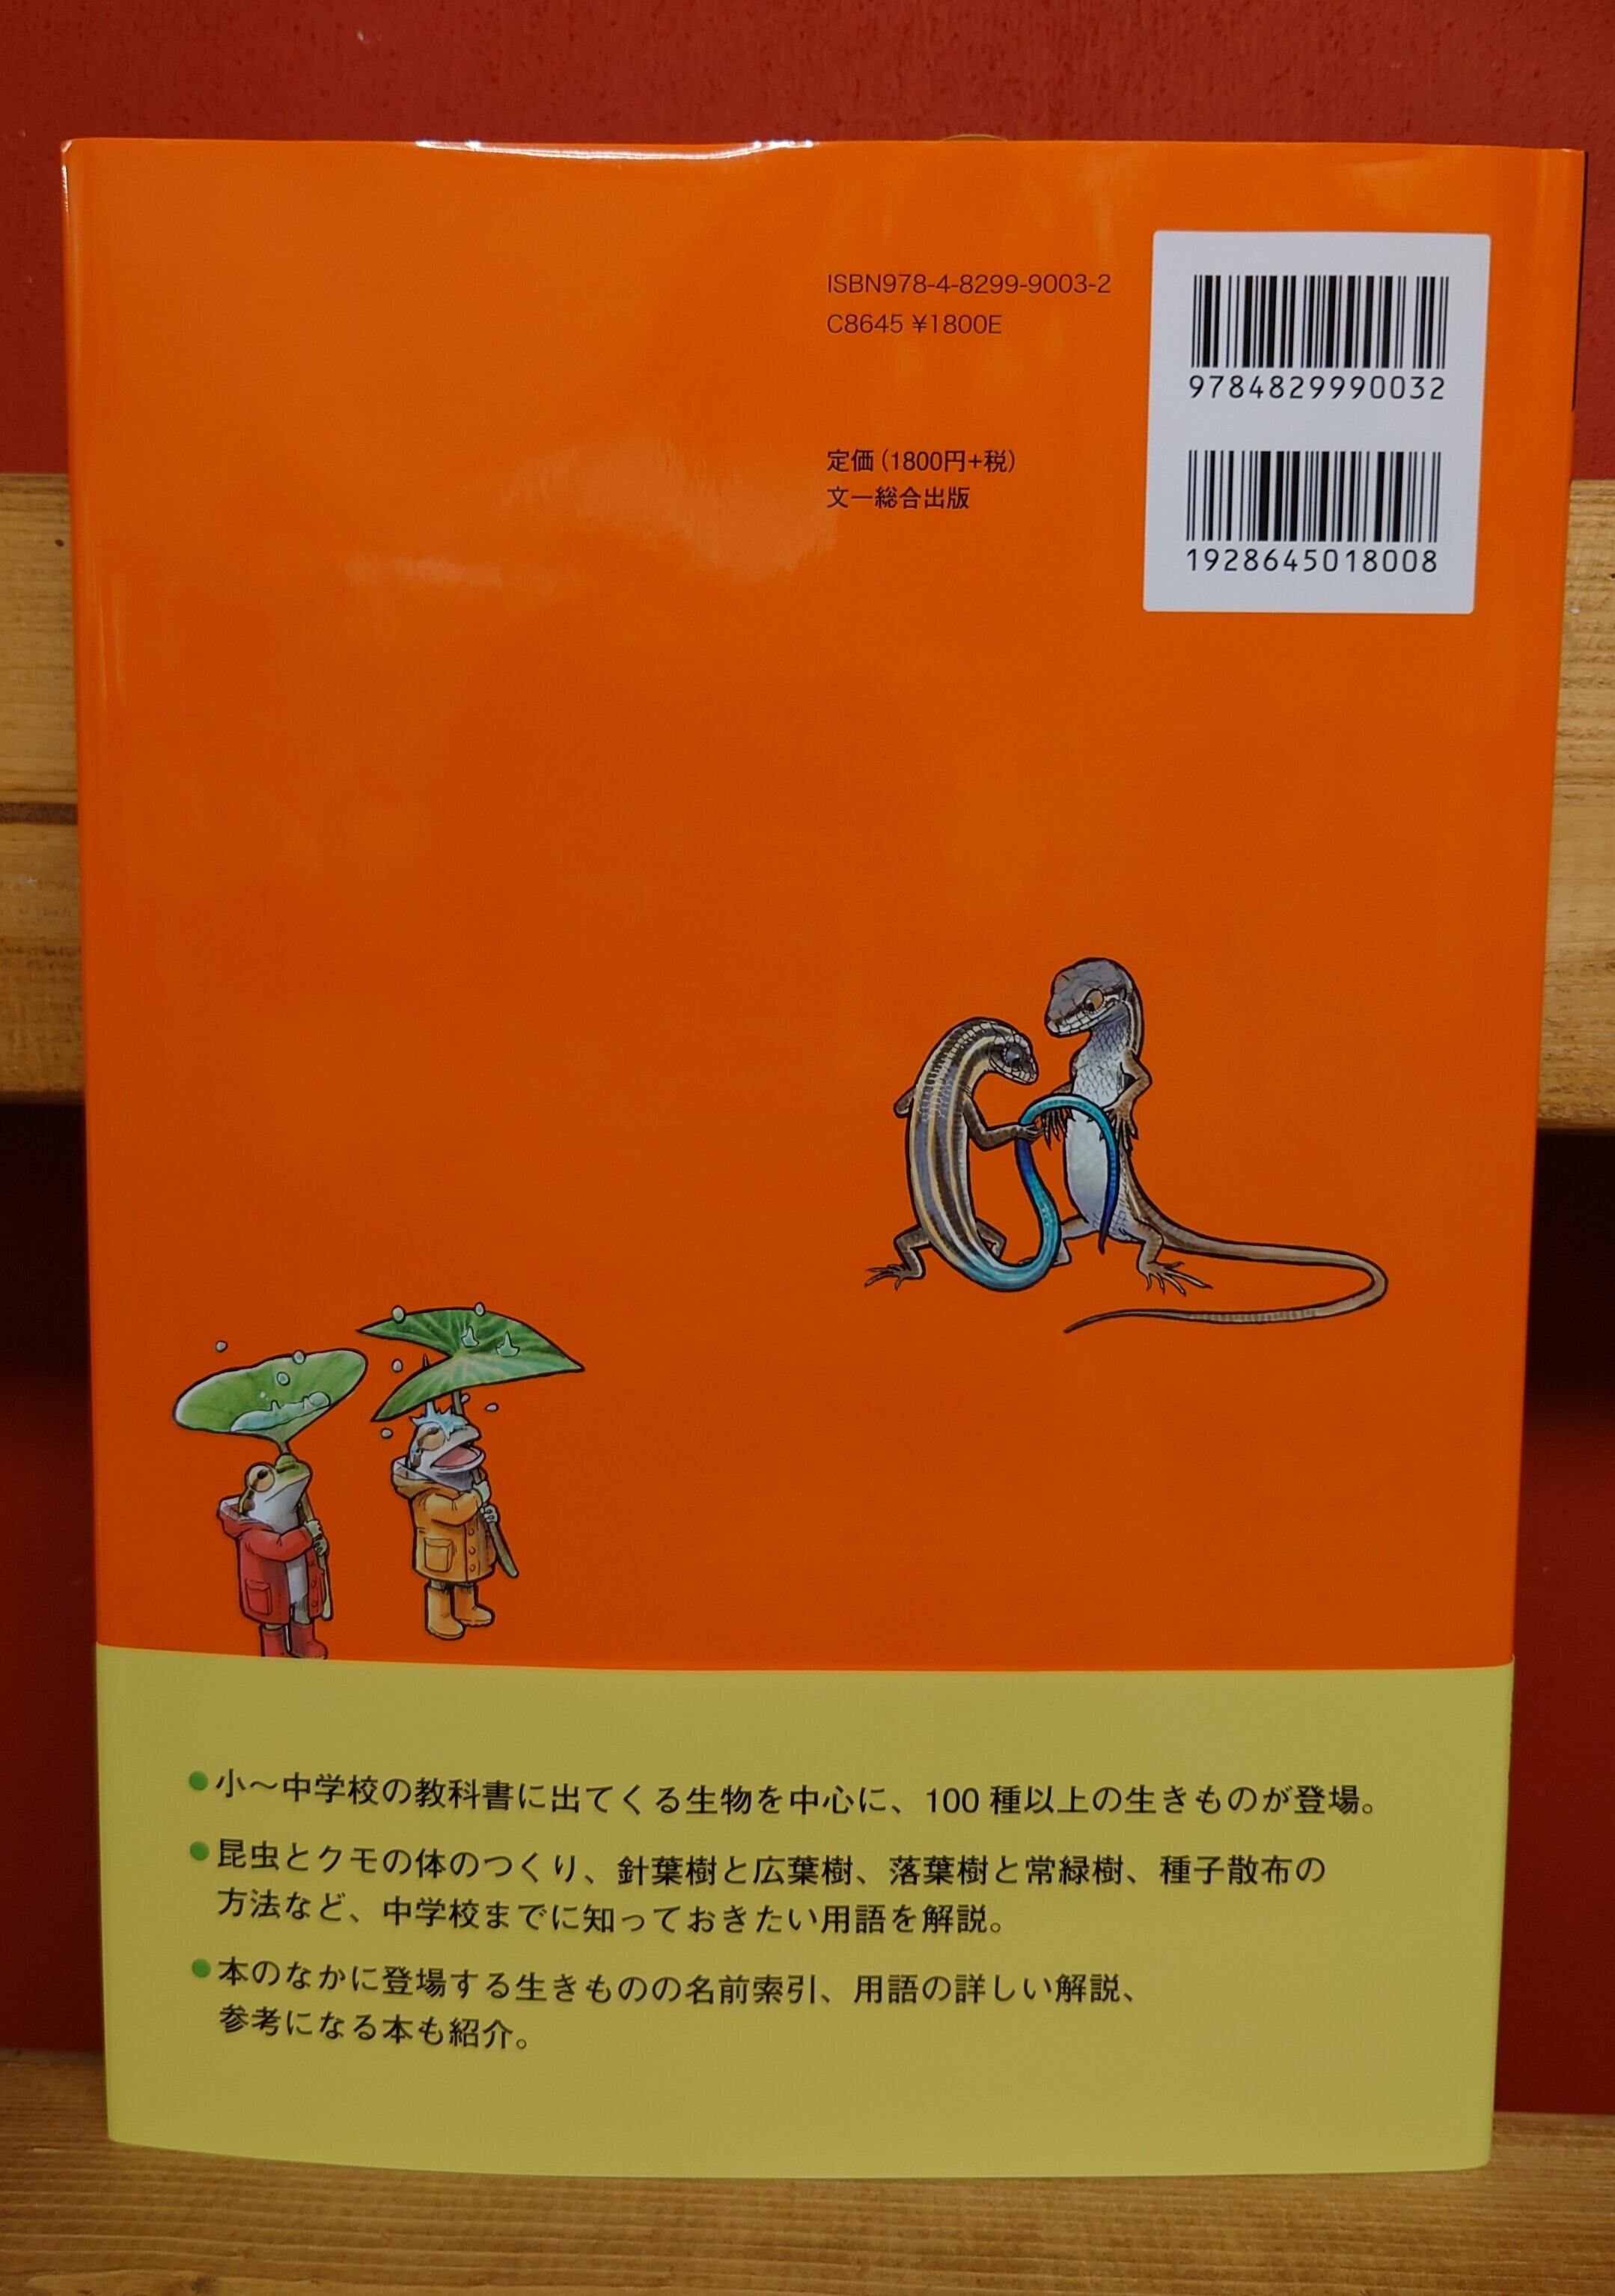 ISBN978-4-8299-9003-2
C8645 ¥1800E
9784829990032
定価(1800円+税)
文一総合出版
1928645018008
●小〜中学校の教科書に出てくる生物を中心に、100種以上の生きものが登場。
●昆虫とクモの体のつくり、針葉樹と広葉樹、落葉樹と常緑樹、種子散布の
方法など、中学校までに知っておきたい用語を解説。
●本のなかに登場する生きものの名前索引、用語の詳しい解説、
参考になる本も紹介。